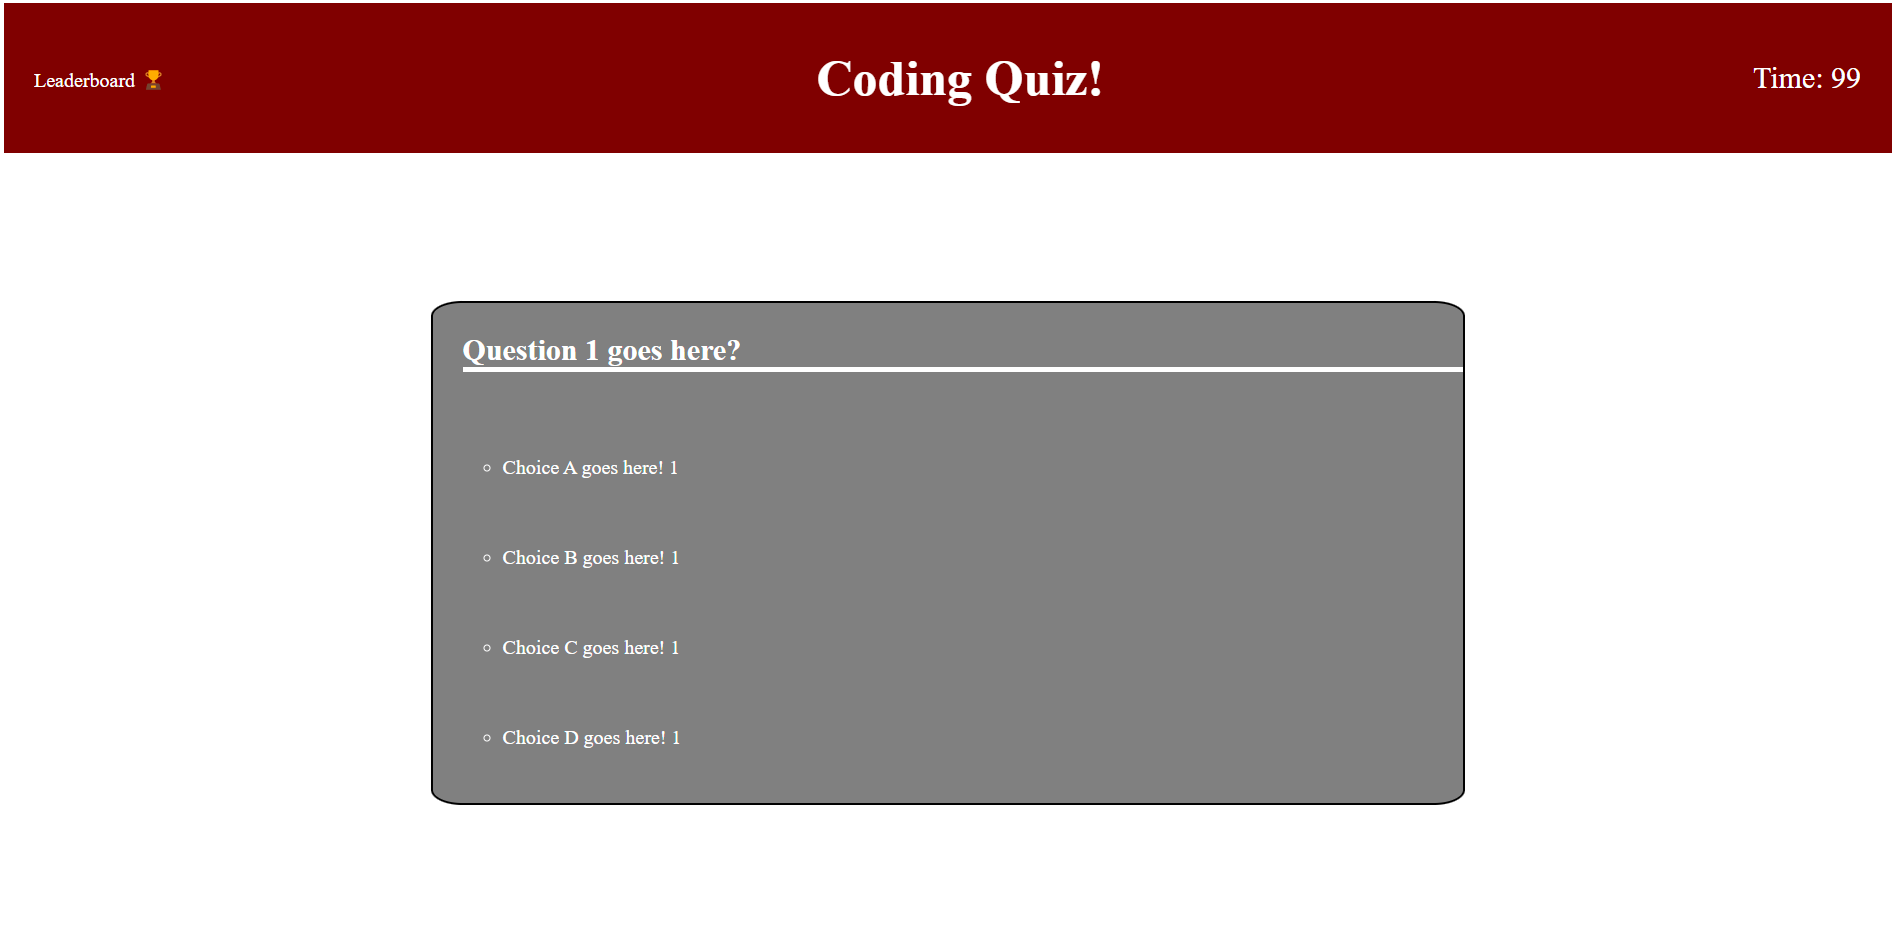 Leaderboard 🏆
Coding Quiz!
Time: 99
Question 1 goes here?
Choice A goes here! 1
Choice B goes here! 1
Choice C goes here! 1
Choice D goes here! 1